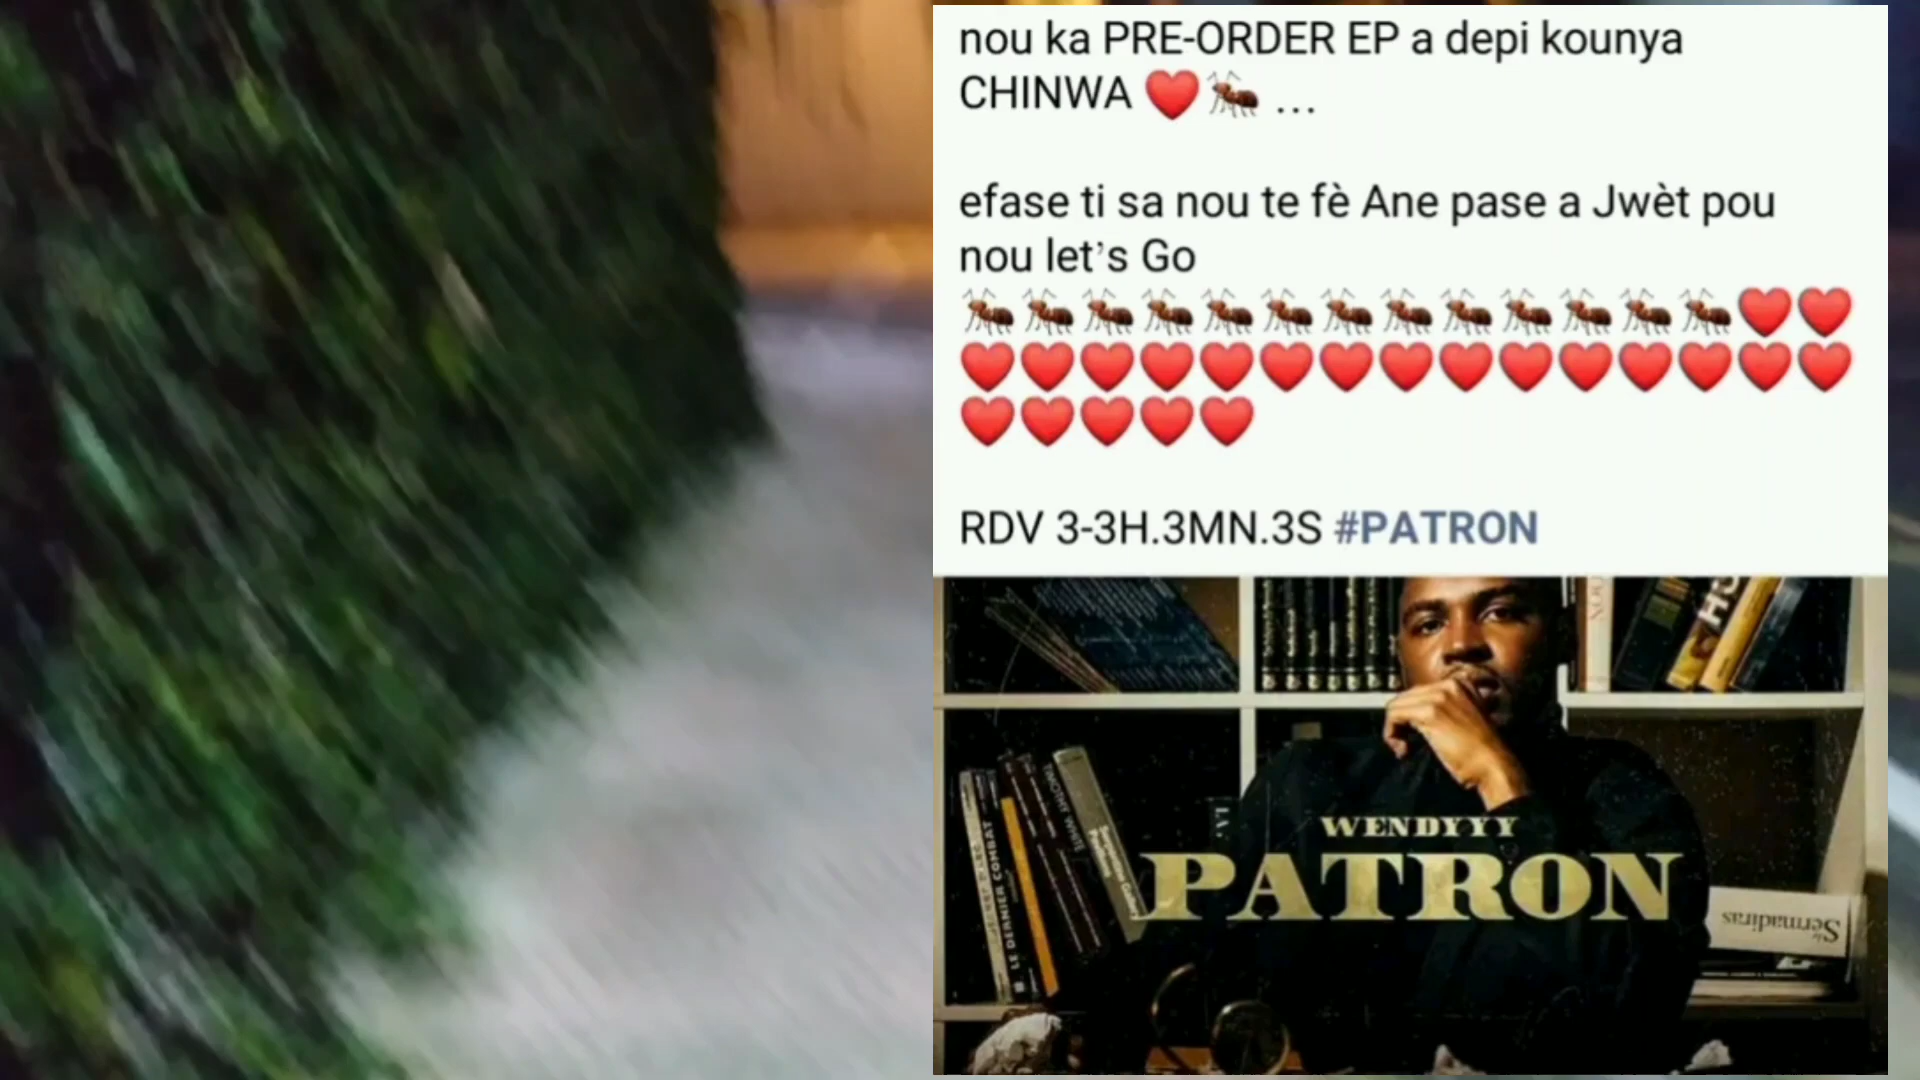 nou ka PRE-ORDER EP a depi kounya
CHINWA ❤️🐜 ...
efase ti sa nou te fè Ane pase a Jwèt pou
nou let's Go
🐜🐜🐜🐜🐜🐜🐜🐜🐜🐜🐜🐜🐜❤️❤️
❤️❤️❤️❤️❤️❤️❤️❤️❤️❤️❤️❤️❤️❤️❤️
❤️❤️❤️❤️❤️
RDV 3-3H.3MN.3S #PATRON
WENDYYY
PATRON
LE DERNIER COMBAT
Sermadiras